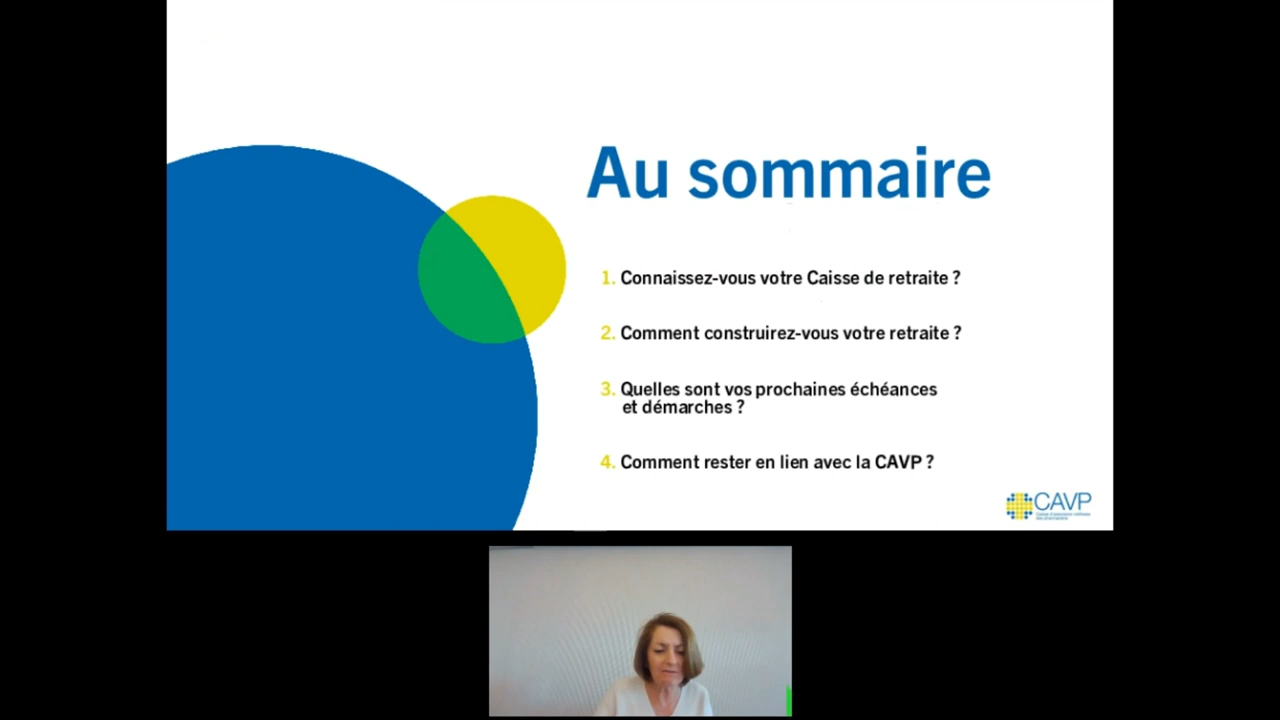 Au sommaire
1. Connaissez-vous votre Caisse de retraite ?
2. Comment construirez-vous votre retraite ?
3. Quelles sont vos prochaines échéances
et démarches ?
4. Comment rester en lien avec la CAVP ?
CAVP